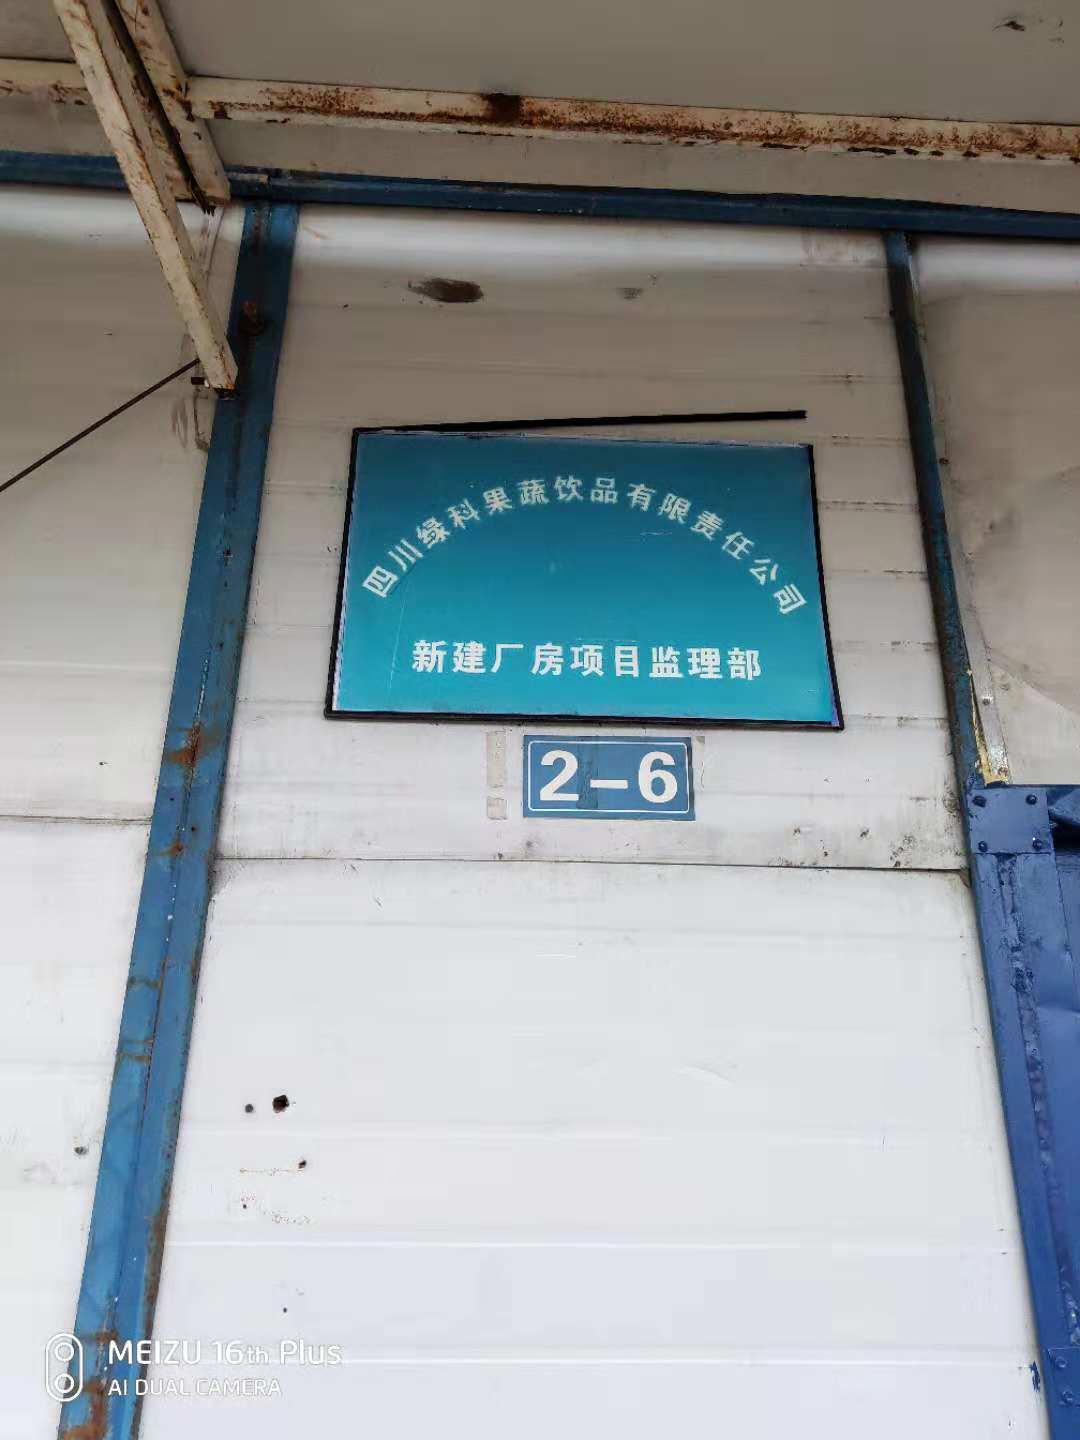 四川绿科果蔬饮品有限责任公司
新建厂房项目监理部
2-6
MEIZU 16th Plus
AI DUAL CAMERA